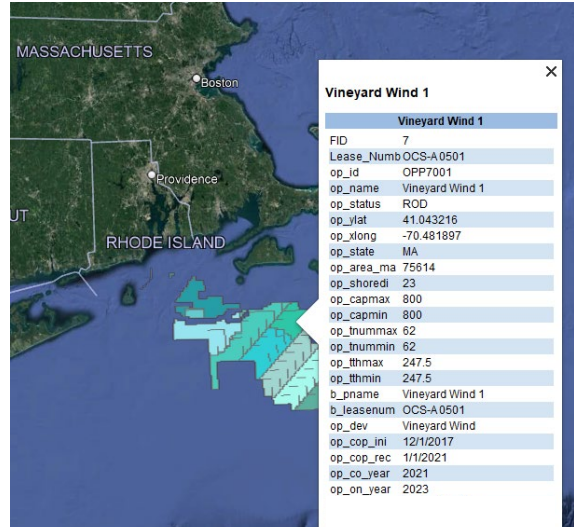 MASSACHUSETTS
Boston
Providence
UT
RHODE ISLAND
Vineyard Wind 1
Vineyard Wind 1
FID 7
Lease_Numb OCS-A 0501
op_id OPP7001
op_name Vineyard Wind 1
op_status ROD
op_ylat 41.043216
op_xlong -70.481897
op_state MA
op_area_ma 75614
op_shoredi 23
op_capmax 800
op_capmin 800
op_tnummax 62
op_tnummin 62
op_tthmax 247.5
op_tthmin 247.5
b_pname Vineyard Wind 1
b_leasenum OCS-A 0501
op_dev Vineyard Wind
op_cop_ini 12/1/2017
op_cop_rec 1/1/2021
op_co_year 2021
op_on_year 2023